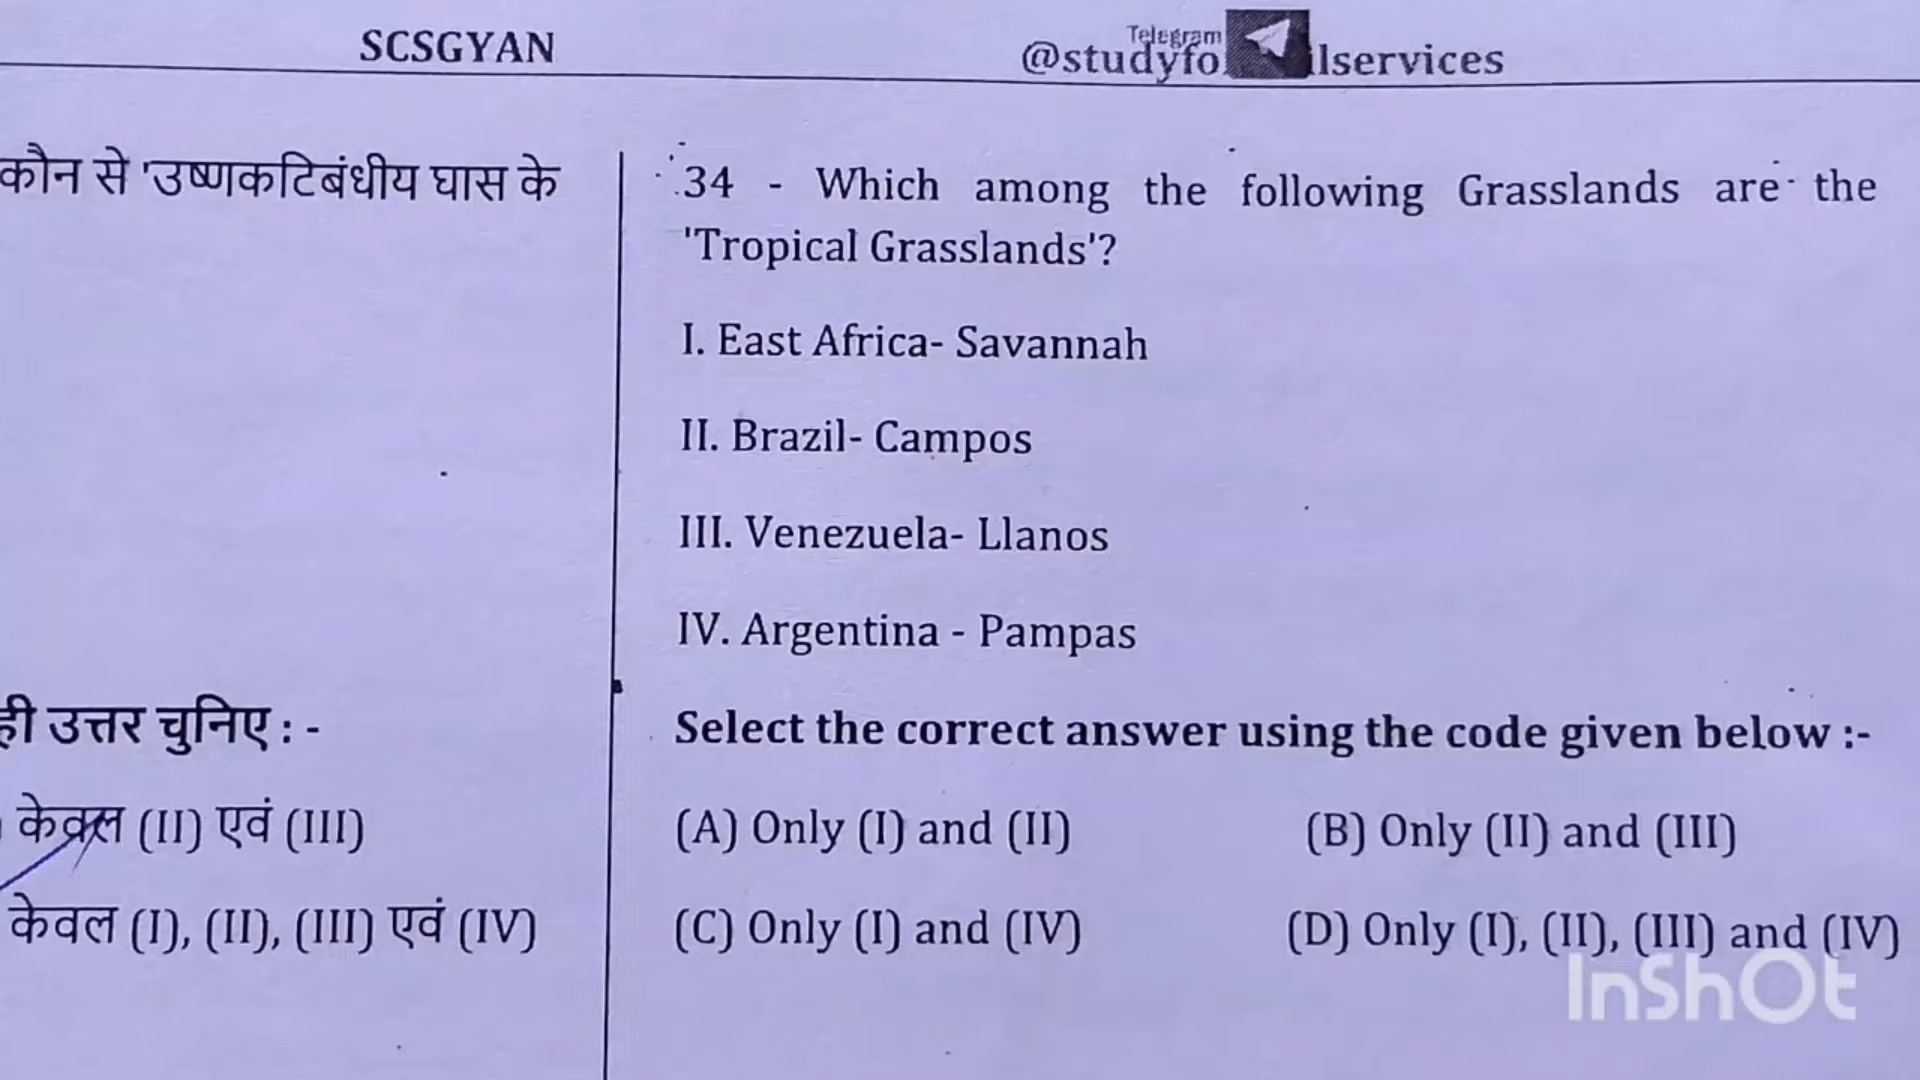 SCSGYAN
Telegram
@studyfo lservices
कौन से 'उष्णकटिबंधीय घास के
ही उत्तर चुनिए : -
केवल (II) एवं (III)
केवल (I), (II), (III) एवं (IV)
34 - Which among the following Grasslands are the
'Tropical Grasslands'?
I. East Africa- Savannah
II. Brazil- Campos
III. Venezuela- Llanos
IV. Argentina - Pampas
Select the correct answer using the code given below :-
(A) Only (I) and (II) (B) Only (II) and (III)
(C) Only (I) and (IV) (D) Only (I), (II), (III) and (IV)
InShOt